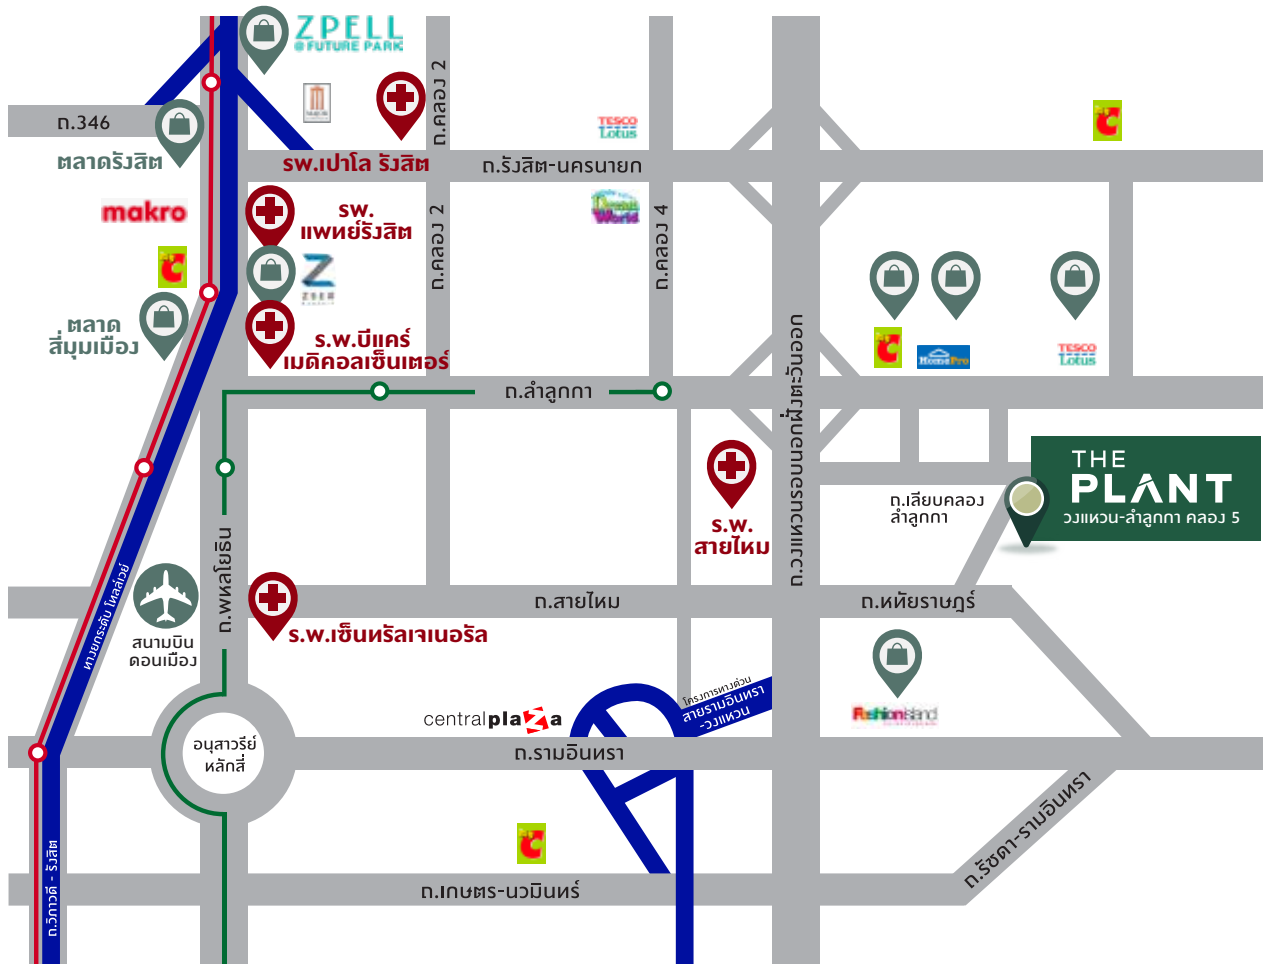 ZPELL
@FUTURE PARK
ถ.คลอง 2
ถ.346
ตลาดรังสิต
รพ.เปาโล รังสิต
TESCO
Lotus
ถ.รังสิต-นครนายก
makro
รพ.
แพทย์รังสิต
ถ.คลอง 2
Dream
World
ถ.คลอง 4
ZEER
ตลาด
สี่มุมเมือง
ร.พ.บีแคร์
เมดิคอลเซ็นเตอร์
HomePro
TESCO
Lotus
ถ.ลำลูกกา
ถ.วงแหวนรอบนอกฝั่งตะวันออก
THE
PLANT
วงแหวน-ลำลูกกา คลอง 5
ถ.เลียบคลอง
ลำลูกกา
ร.พ.
สายไหม
ถ.พหลโยธิน
ทางยกระดับ โทลล์เวย์
สนามบิน
ดอนเมือง
ร.พ.เซ็นทรัลเจเนอรัล
ถ.สายไหม
ถ.หทัยราษฎร์
โครงการทางด่วน
สายรามอินทรา
-วงแหวน
centralplaza
Fashion Island
อนุสาวรีย์
หลักสี่
ถ.รามอินทรา
ถ.วิภาวดี - รังสิต
ถ.เกษตร-นวมินทร์
ถ.รัชดา-รามอินทรา